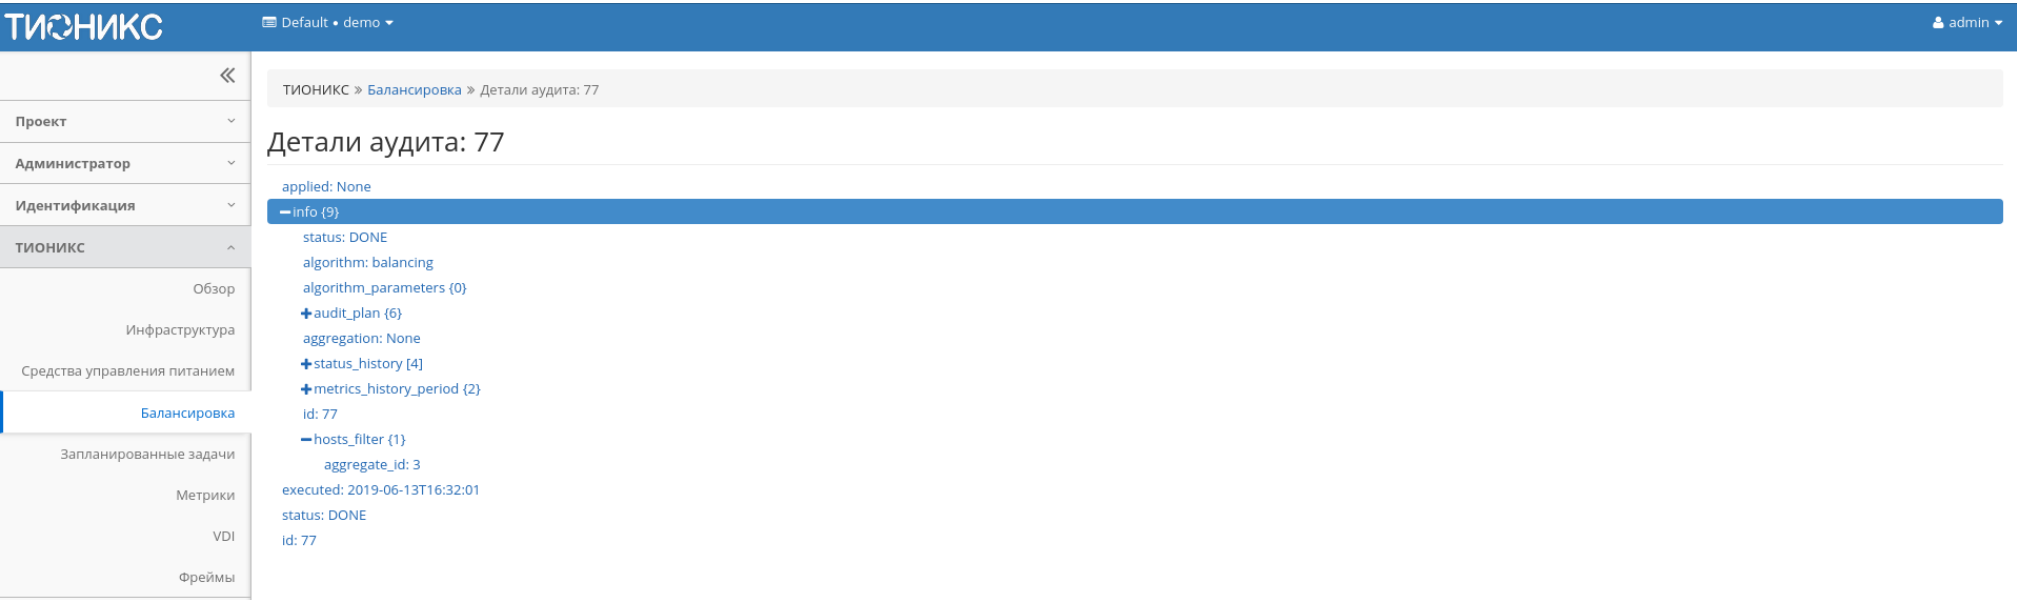 ТИОНИКС
Default • demo
admin
Проект
Администратор
Идентификация
ТИОНИКС
Обзор
Инфраструктура
Средства управления питанием
Балансировка
Запланированные задачи
Метрики
VDI
Фреймы
ТИОНИКС » Балансировка » Детали аудита: 77
Детали аудита: 77
applied: None
info {9}
status: DONE
algorithm: balancing
algorithm_parameters {0}
audit_plan {6}
aggregation: None
status_history [4]
metrics_history_period {2}
id: 77
hosts_filter {1}
aggregate_id: 3
executed: 2019-06-13T16:32:01
status: DONE
id: 77